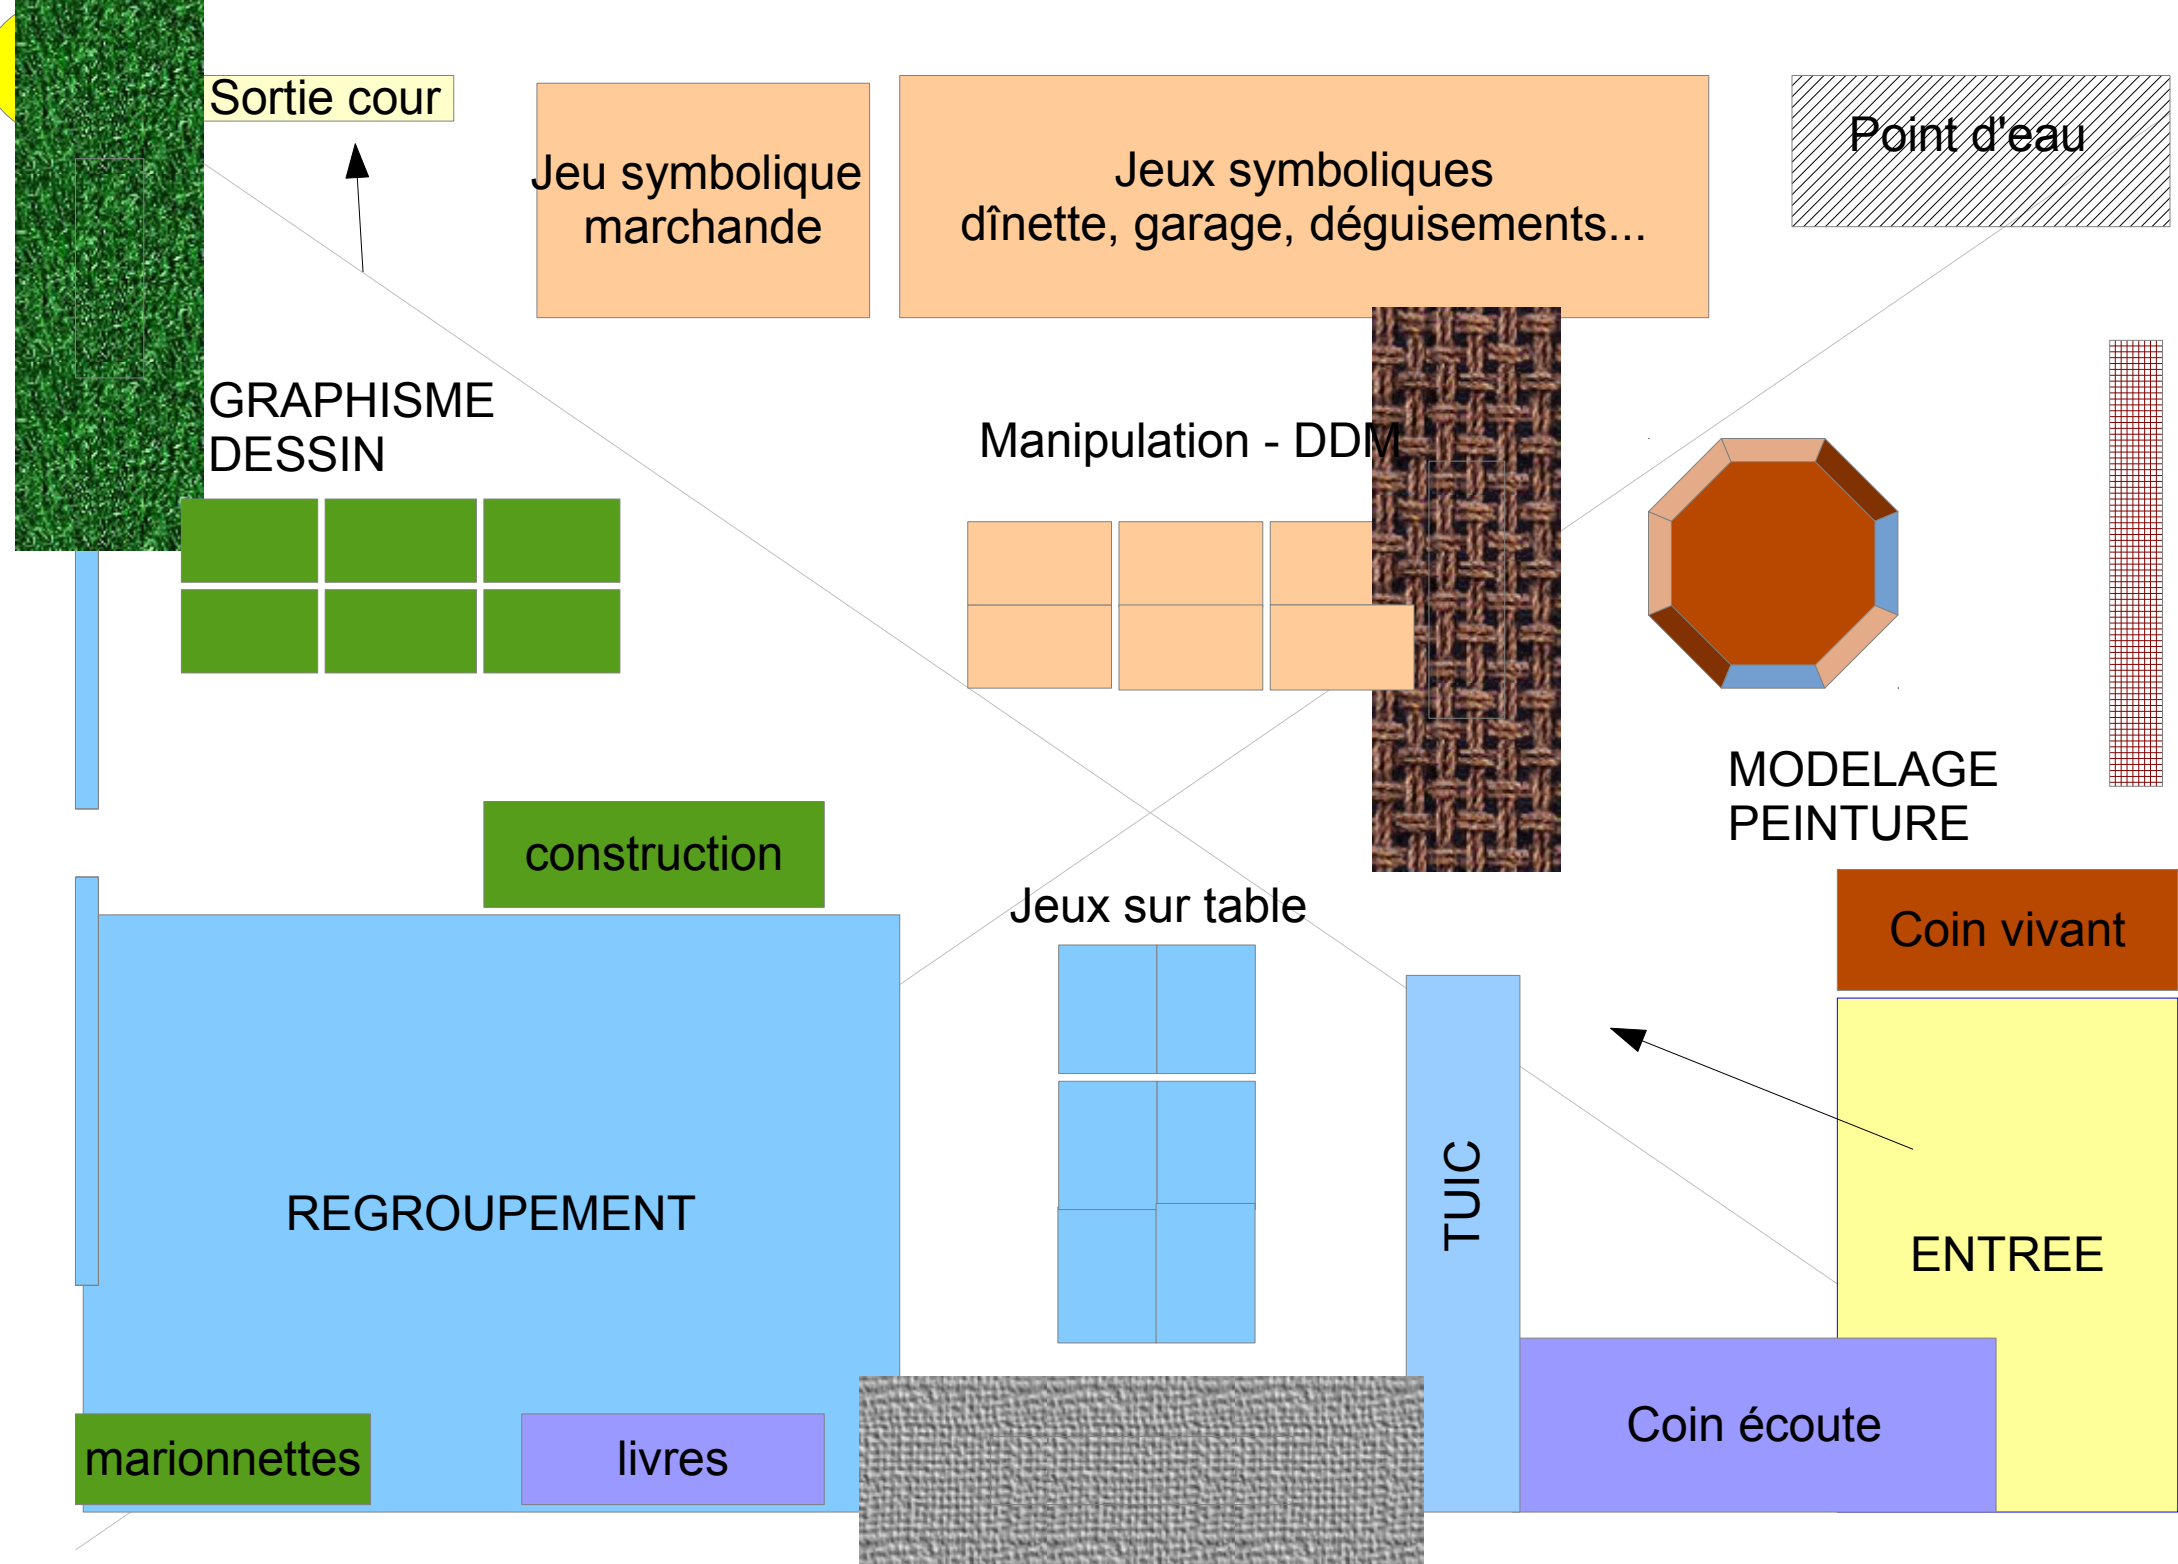 Sortie cour
Jeu symbolique
marchande
Jeux symboliques
dînette, garage, déguisements...
Point d'eau
GRAPHISME
DESSIN
Manipulation - DDM
MODELAGE
PEINTURE
construction
Jeux sur table
Coin vivant
REGROUPEMENT
TUIC
ENTREE
marionnettes
livres
Coin écoute